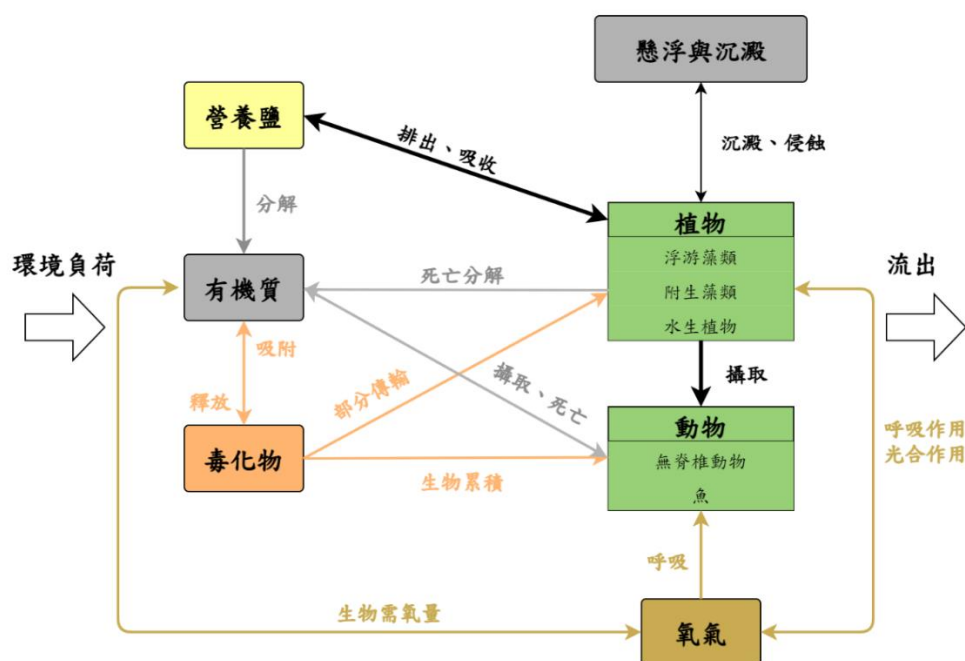 懸浮與沉澱
營養鹽
排出、吸收
沉澱、侵蝕
分解
植物
環境負荷
浮游藻類
流出
有機質
死亡分解
附生藻類
水生植物
吸附
攝取
釋放
部分傳輸
攝取、死亡
動物
毒化物
無脊椎動物
呼吸作用
光合作用
生物累積
魚
呼吸
生物需氧量
氧氣